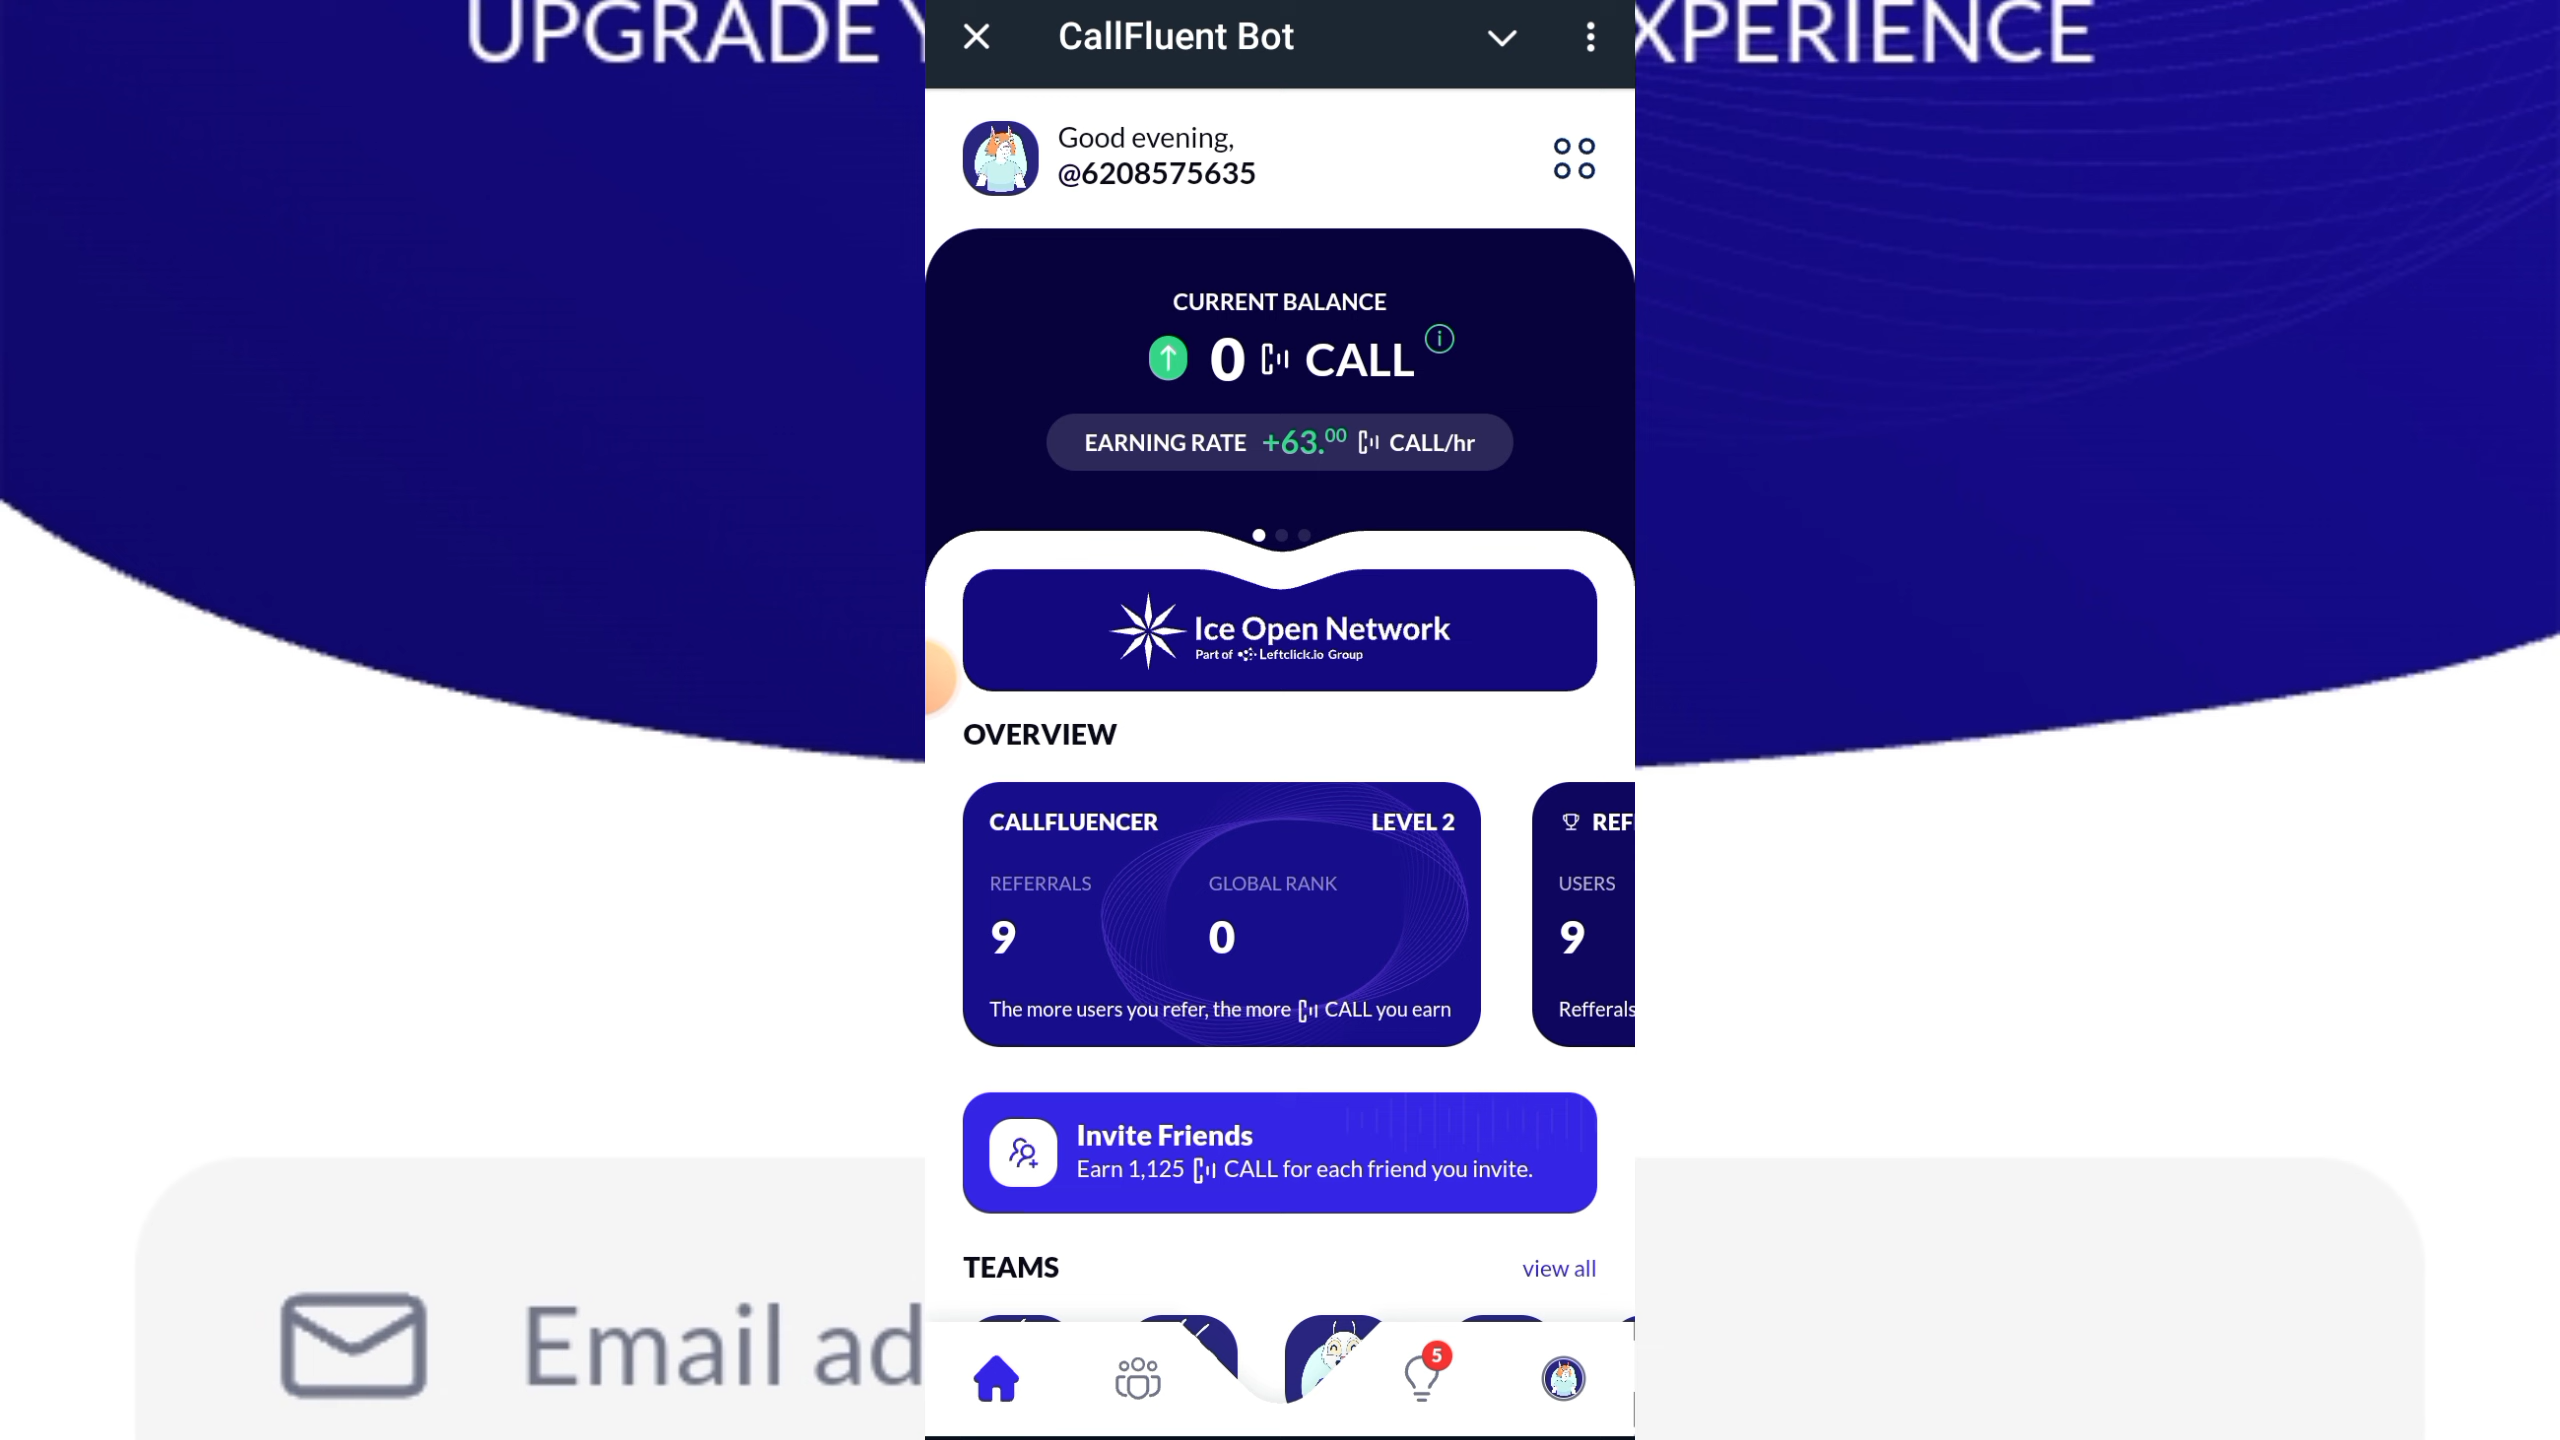 UPGRADE
XPERIENCE
CallFluent Bot
Good evening,
@6208575635
CURRENT BALANCE
0 CALL
EARNING RATE +63.00 CALL/hr
Ice Open Network
Part of Leftclick.io Group
OVERVIEW
CALLFLUENCER LEVEL 2
REFERRALS GLOBAL RANK
9 0
The more users you refer, the more CALL you earn
REF
USERS
9
Refferals
Invite Friends
Earn 1,125 CALL for each friend you invite.
TEAMS view all
5
Email ad